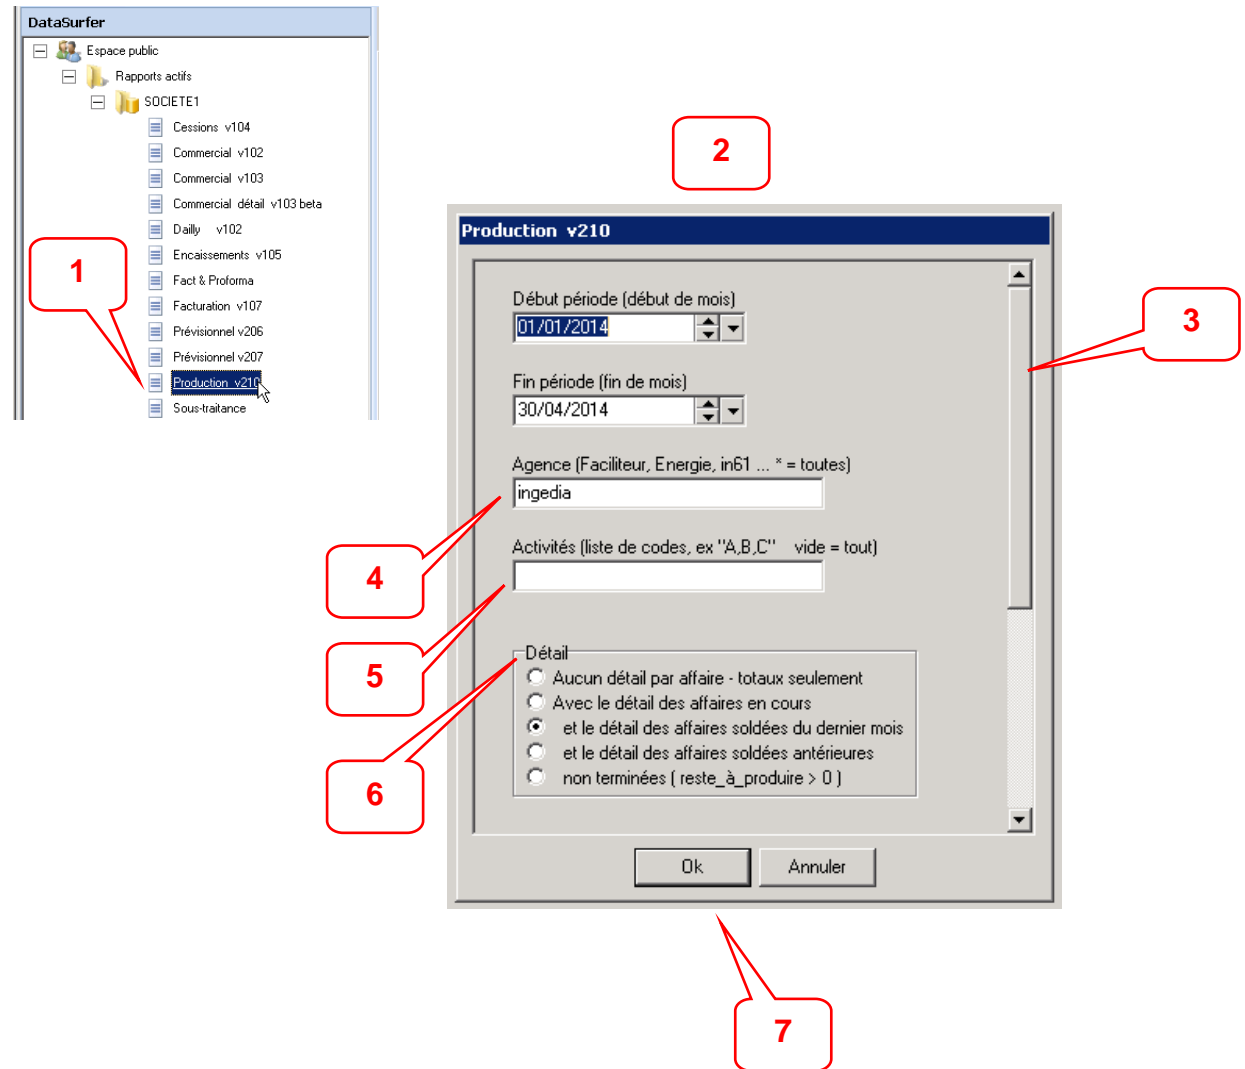 DataSurfer
Espace public
Rapports actifs
SOCIETE1
Cessions v104
Commercial v102
Commercial v103
Commercial détail v103 beta
Dailly v102
Encaissements v105
Fact & Proforma
Facturation v107
Prévisionnel v206
Prévisionnel v207
Production v210
Sous-traitance
1
2
Production v210
Début période (début de mois)
01/01/2014
3
Fin période (fin de mois)
30/04/2014
Agence (Faciliteur, Energie, in61 ... * = toutes)
ingedia
4
Activités (liste de codes, ex "A,B,C" vide = tout)
5
Détail
Aucun détail par affaire - totaux seulement
Avec le détail des affaires en cours
et le détail des affaires soldées du dernier mois
et le détail des affaires soldées antérieures
non terminées ( reste_à_produire > 0 )
6
Ok
Annuler
7